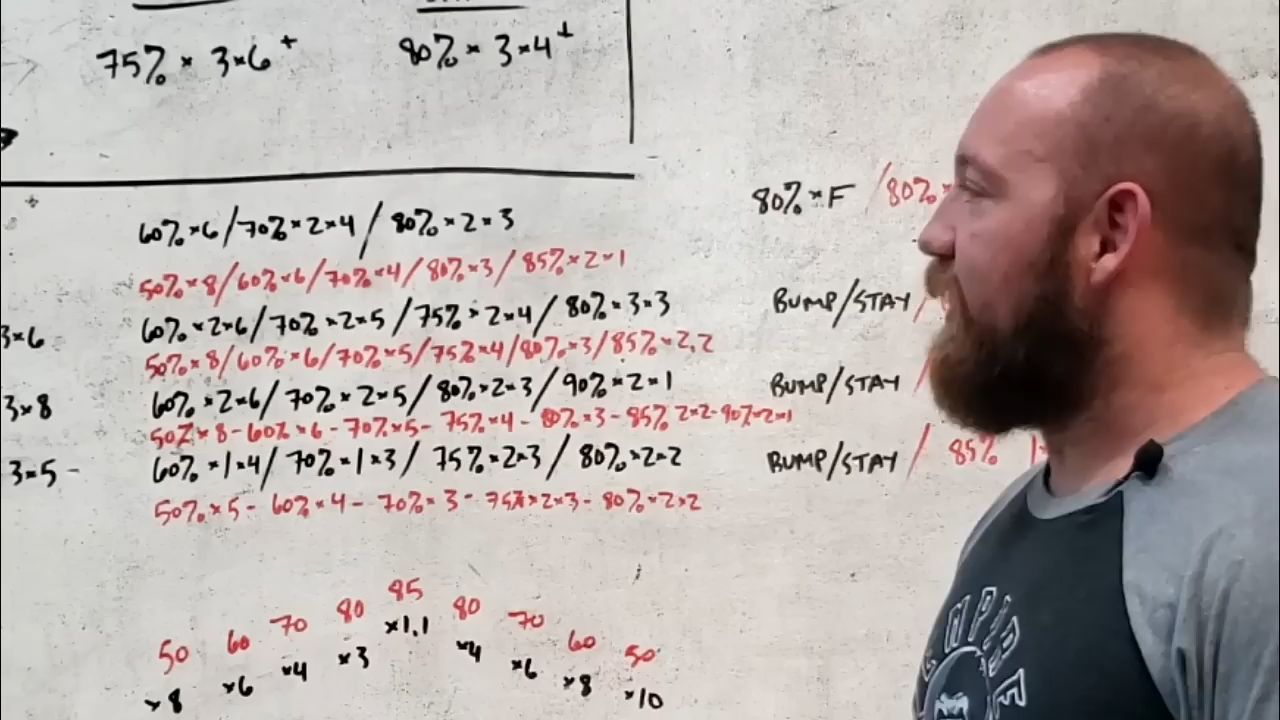 75% × 3×6+
80% × 3×4+
80% × F /80%×
60%×6/70%×2×4/80%×2×3
50%×8/60%×6/70%×4/80%×3/85%×2×1
BUMP/STAY /
3×6 60%×2×6/70%×2×5/75%×2×4/80%×3×3
50%×8/60%×6/70%×5/75%×4/80%×3/85%×2,2
BUMP/STAY /
3×8 60%×2×6/70%×2×5/80%×2×3/90%×2×1
50%×8-60%×6-70%×5-75%×4-80%×3-85% 2×2-90%×2×1
3×5- 60%×1×4/70%×1×3/75%×2×3/80%×2×2
BUMP/STAY / 85% 1×
50%×5-60%×4-70%×3-75%×2×3-80%×2×2
50 60 70 80 85 80 70 60 50
×8 ×6 ×4 ×3 ×1.1 ×4 ×6 ×8 ×10